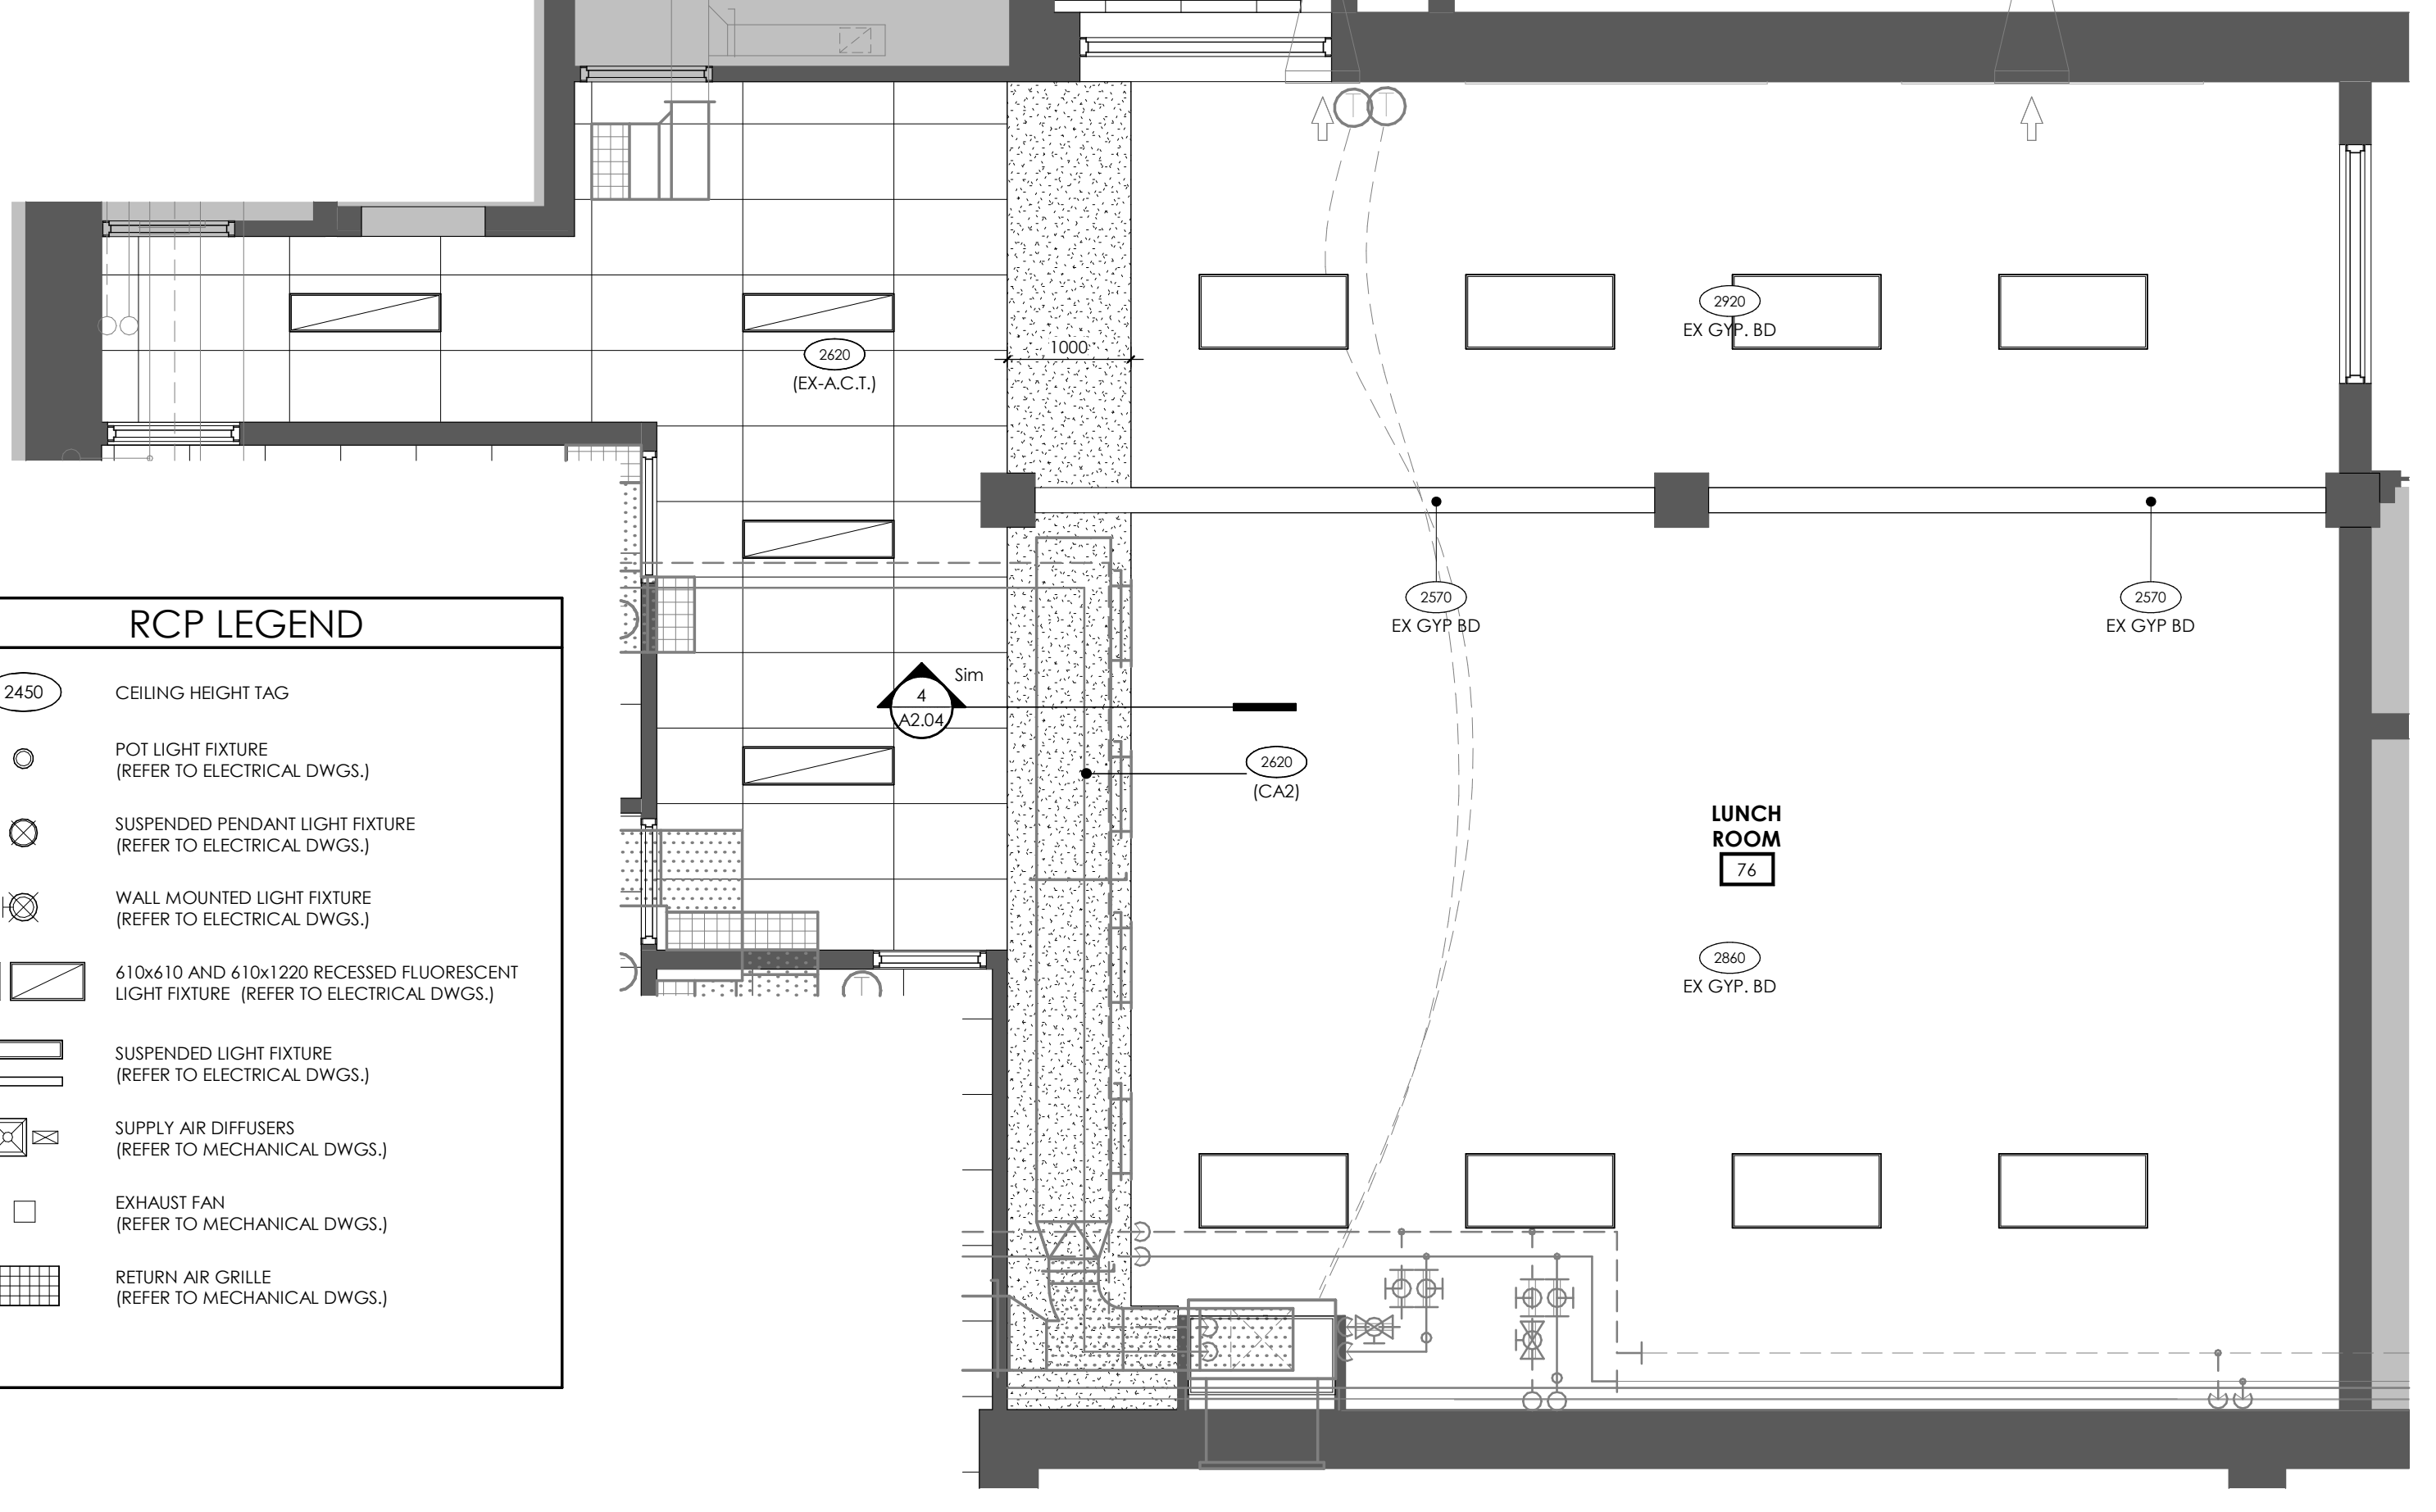 1000
2920
EX GYP. BD
2620
(EX-A.C.T.)
2570
EX GYP BD
2570
EX GYP BD
Sim
4
A2.04
2620
(CA2)
LUNCH
ROOM
76
2860
EX GYP. BD
T
T
T
RCP LEGEND
2450
CEILING HEIGHT TAG
POT LIGHT FIXTURE
(REFER TO ELECTRICAL DWGS.)
SUSPENDED PENDANT LIGHT FIXTURE
(REFER TO ELECTRICAL DWGS.)
WALL MOUNTED LIGHT FIXTURE
(REFER TO ELECTRICAL DWGS.)
610x610 AND 610x1220 RECESSED FLUORESCENT
LIGHT FIXTURE (REFER TO ELECTRICAL DWGS.)
SUSPENDED LIGHT FIXTURE
(REFER TO ELECTRICAL DWGS.)
SUPPLY AIR DIFFUSERS
(REFER TO MECHANICAL DWGS.)
EXHAUST FAN
(REFER TO MECHANICAL DWGS.)
RETURN AIR GRILLE
(REFER TO MECHANICAL DWGS.)